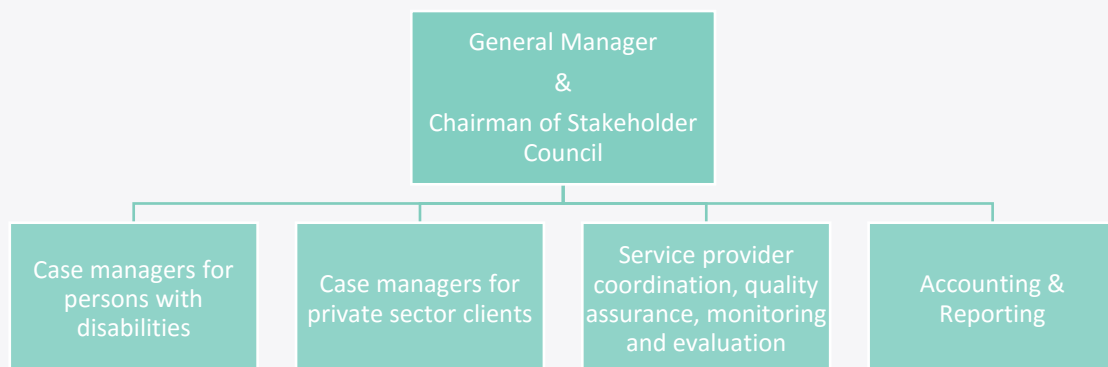 General Manager
&
Chairman of Stakeholder
Council
Case managers for
persons with
disabilities
Case managers for
private sector clients
Service provider
coordination, quality
assurance, monitoring
and evaluation
Accounting &
Reporting